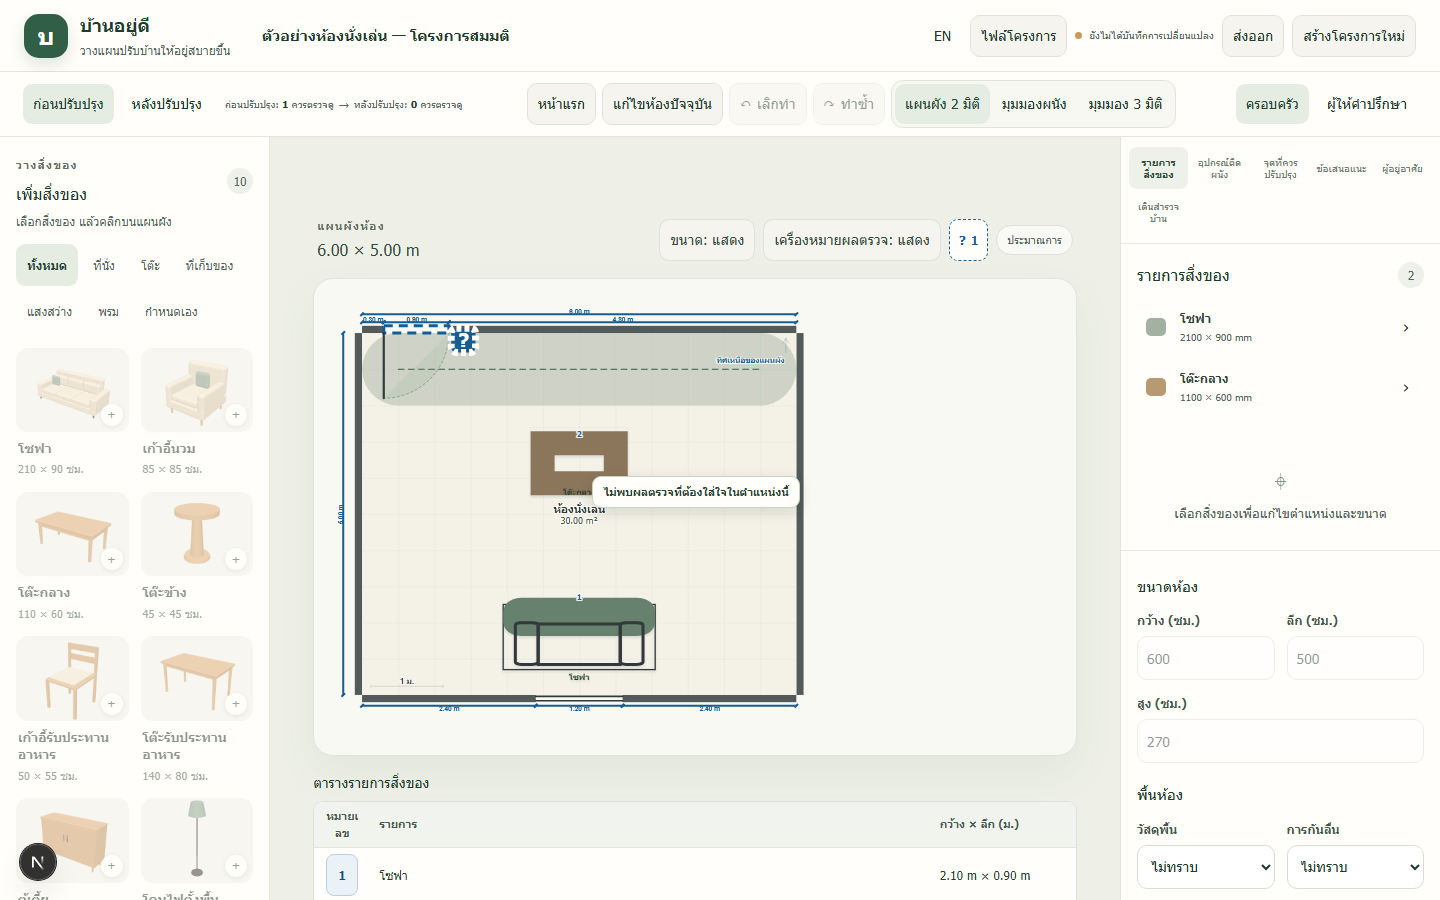 บ
บ้านอยู่ดี
วางแผนปรับบ้านให้อยู่สบายขึ้น
ตัวอย่างห้องนั่งเล่น — โครงการสมมติ
EN
ไฟล์โครงการ
ยังไม่ได้บันทึกการเปลี่ยนแปลง
ส่งออก
สร้างโครงการใหม่
ก่อนปรับปรุง
หลังปรับปรุง
ก่อนปรับปรุง: 1 ควรตรวจดู → หลังปรับปรุง: 0 ควรตรวจดู
หน้าแรก
แก้ไขห้องปัจจุบัน
เลิกทำ
ทำซ้ำ
แผนผัง 2 มิติ
มุมมองผนัง
มุมมอง 3 มิติ
ครอบครัว
ผู้ให้คำปรึกษา
วางสิ่งของ
เพิ่มสิ่งของ
10
เลือกสิ่งของ แล้วคลิกบนแผนผัง
ทั้งหมด
ที่นั่ง
โต๊ะ
ที่เก็บของ
แสงสว่าง
พรม
กำหนดเอง
+
+
โซฟา
210 × 90 ซม.
เก้าอี้นวม
85 × 85 ซม.
+
+
โต๊ะกลาง
110 × 60 ซม.
โต๊ะข้าง
45 × 45 ซม.
+
+
เก้าอี้รับประทาน
อาหาร
50 × 55 ซม.
โต๊ะรับประทาน
อาหาร
140 × 80 ซม.
+
+
N
แผนผังห้อง
6.00 × 5.00 m
ขนาด: แสดง
เครื่องหมายผลตรวจ: แสดง
? 1
ประมาณการ
6.00 m
0.30 m
0.90 m
4.80 m
?
ทิศเหนือของแผนผัง
5.00 m
2
โต๊ะกลาง
ไม่พบผลตรวจที่ต้องใส่ใจในตำแหน่งนี้
ห้องนั่งเล่น
30.00 m²
1
โซฟา
1 ม.
2.40 m
1.20 m
2.40 m
ตารางรายการสิ่งของ
หมายเ
ลข
รายการ
กว้าง × ลึก (ม.)
1
โซฟา
2.10 m × 0.90 m
รายการ
สิ่งของ
อุปกรณ์ติด
ผนัง
จุดที่ควร
ปรับปรุง
ข้อเสนอแนะ
ผู้อยู่อาศัย
เดินสำรวจ
บ้าน
รายการสิ่งของ
2
โซฟา
2100 × 900 mm
โต๊ะกลาง
1100 × 600 mm
เลือกสิ่งของเพื่อแก้ไขตำแหน่งและขนาด
ขนาดห้อง
กว้าง (ซม.)
ลึก (ซม.)
600
500
สูง (ซม.)
270
พื้นห้อง
วัสดุพื้น
การกันลื่น
ไม่ทราบ
ไม่ทราบ